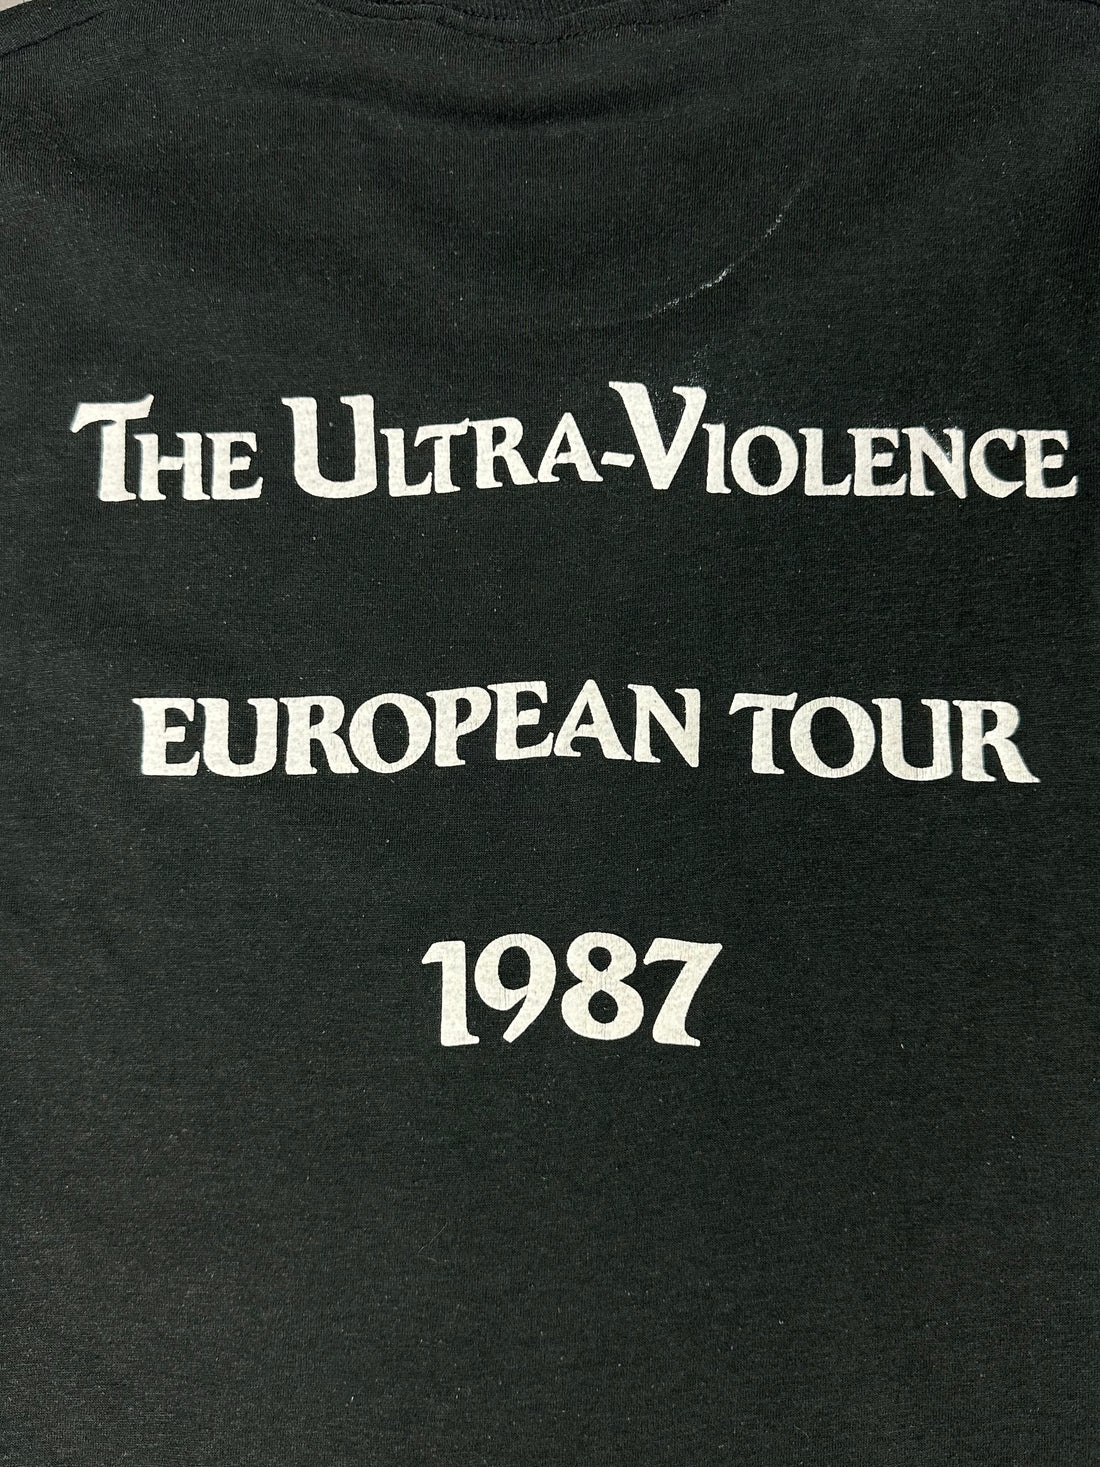 THE ULTRA-VIOLENCE
EUROPEAN TOUR
1987